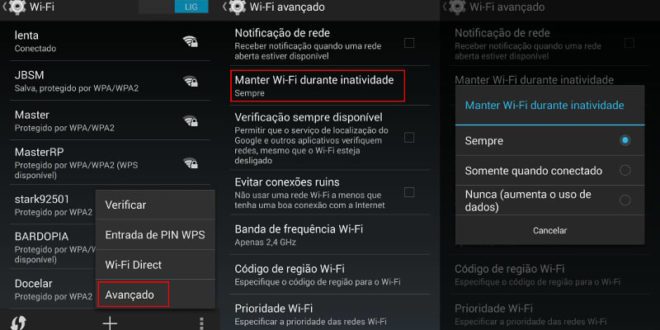 Wi-Fi
LIG
lenta
Conectado
JBSM
Salva, protegido por WPA/WPA2
Master
Protegido por WPA/WPA2
MasterRP
Protegido por WPA/WPA2 (WPS
disponível)
stark92501
Protegido por WPA2
BARDOPIA
Protegido por WPA
disponível)
Docelar
Protegido por WPA2
Verificar
Entrada de PIN WPS
Wi-Fi Direct
Avançado
Wi-Fi avançado
Notificação de rede
Receber notificação quando uma rede
aberta estiver disponível
Manter Wi-Fi durante inatividade
Sempre
Verificação sempre disponível
Permitir que o serviço de localização do
Google e outros aplicativos verifiquem
redes, mesmo que o Wi-Fi esteja
desligado
Evitar conexões ruins
Não usar uma rede Wi-Fi a menos que
tenha uma boa conexão com a Internet
Banda de frequência Wi-Fi
Apenas 2,4 GHz
Código de região Wi-Fi
Especifique o código de região para o Wi-Fi
Prioridade Wi-Fi
Especificar a prioridade das redes Wi-Fi
Wi-Fi avançado
Notificação de rede
Receber notificação quando uma rede
aberta estiver disponível
Manter Wi-Fi durante inatividade
Manter Wi-Fi durante inatividade
Sempre
Somente quando conectado
Nunca (aumenta o uso de
dados)
Cancelar
Código de região Wi-Fi
Especifique o código de região para o Wi-Fi
Prioridade Wi-Fi
Especificar a prioridade das redes Wi-Fi